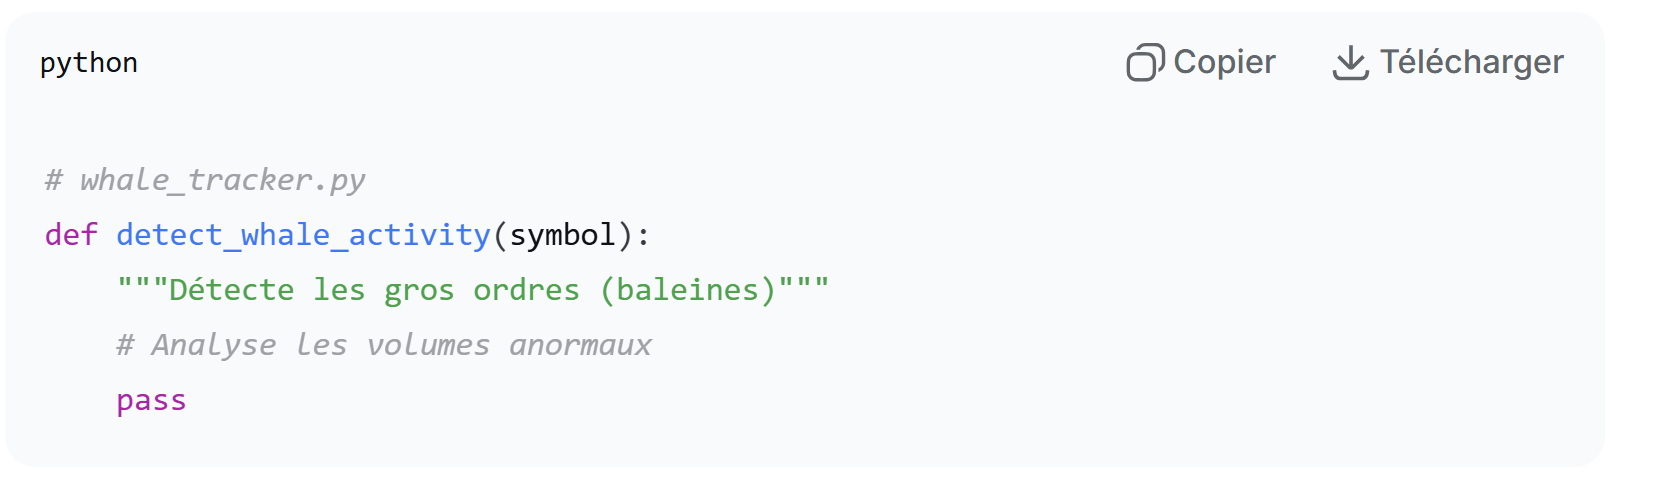 python
Copier
Télécharger
# whale_tracker.py
def detect_whale_activity(symbol):
    """Détecte les gros ordres (baleines)"""
    # Analyse les volumes anormaux
    pass